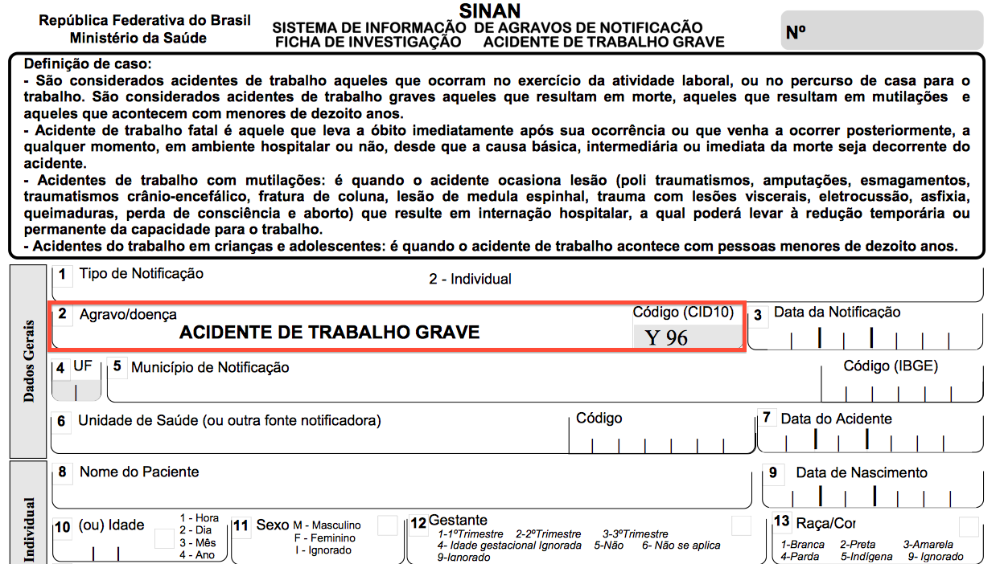 República Federativa do Brasil
Ministério da Saúde
SINAN
SISTEMA DE INFORMAÇÃO DE AGRAVOS DE NOTIFICAÇÃO
FICHA DE INVESTIGAÇÃO ACIDENTE DE TRABALHO GRAVE
Nº
Definição de caso:
- São considerados acidentes de trabalho aqueles que ocorram no exercício da atividade laboral, ou no percurso de casa para o
trabalho. São considerados acidentes de trabalho graves aqueles que resultam em morte, aqueles que resultam em mutilações e
aqueles que acontecem com menores de dezoito anos.
- Acidente de trabalho fatal é aquele que leva a óbito imediatamente após sua ocorrência ou que venha a ocorrer posteriormente, a
qualquer momento, em ambiente hospitalar ou não, desde que a causa básica, intermediária ou imediata da morte seja decorrente do
acidente.
- Acidentes de trabalho com mutilações: é quando o acidente ocasiona lesão (poli traumatismos, amputações, esmagamentos,
traumatismos crânio-encefálico, fratura de coluna, lesão de medula espinhal, trauma com lesões viscerais, eletrocussão, asfixia,
queimaduras, perda de consciência e aborto) que resulte em internação hospitalar, a qual poderá levar à redução temporária ou
permanente da capacidade para o trabalho.
- Acidentes do trabalho em crianças e adolescentes: é quando o acidente de trabalho acontece com pessoas menores de dezoito anos.
Dados Gerais
1 Tipo de Notificação
2 - Individual
2 Agravo/doença
ACIDENTE DE TRABALHO GRAVE
Código (CID10)
Y 96
3 Data da Notificação
4 UF
5 Município de Notificação
Código (IBGE)
6 Unidade de Saúde (ou outra fonte notificadora)
Código
7 Data do Acidente
Individual
8 Nome do Paciente
9 Data de Nascimento
10 (ou) Idade
1 - Hora
2 - Dia
3 - Mês
4 - Ano
11 Sexo M - Masculino
F - Feminino
I - Ignorado
12 Gestante
1-1ºTrimestre 2-2ºTrimestre 3-3ºTrimestre
4- Idade gestacional Ignorada 5-Não 6- Não se aplica
9-Ignorado
13 Raça/Cor
1-Branca 2-Preta 3-Amarela
4-Parda 5-Indígena 9- Ignorado